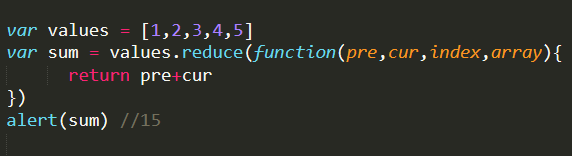 var values = [1,2,3,4,5]
var sum = values.reduce(function(pre,cur,index,array){
return pre+cur
})
alert(sum) //15